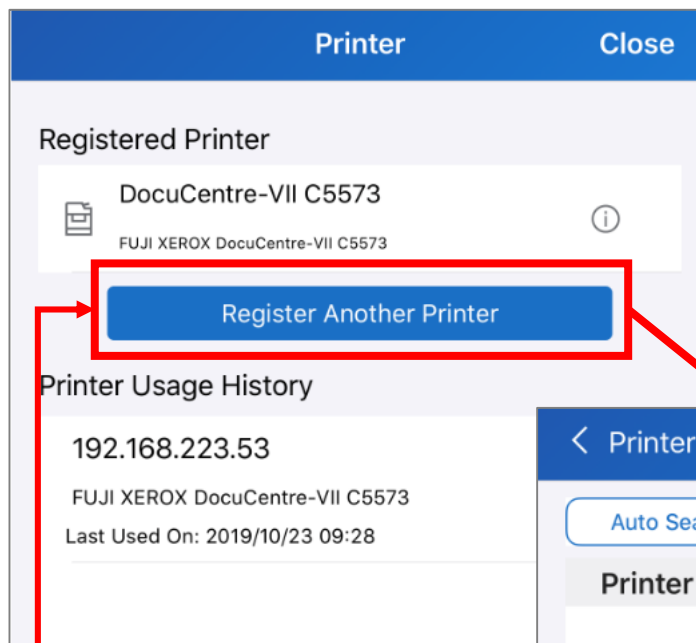 Printer Close
Registered Printer
DocuCentre-VII C5573
FUJI XEROX DocuCentre-VII C5573
Register Another Printer
Printer Usage History
192.168.223.53
FUJI XEROX DocuCentre-VII C5573
Last Used On: 2019/10/23 09:28
Printer
Auto
Printer